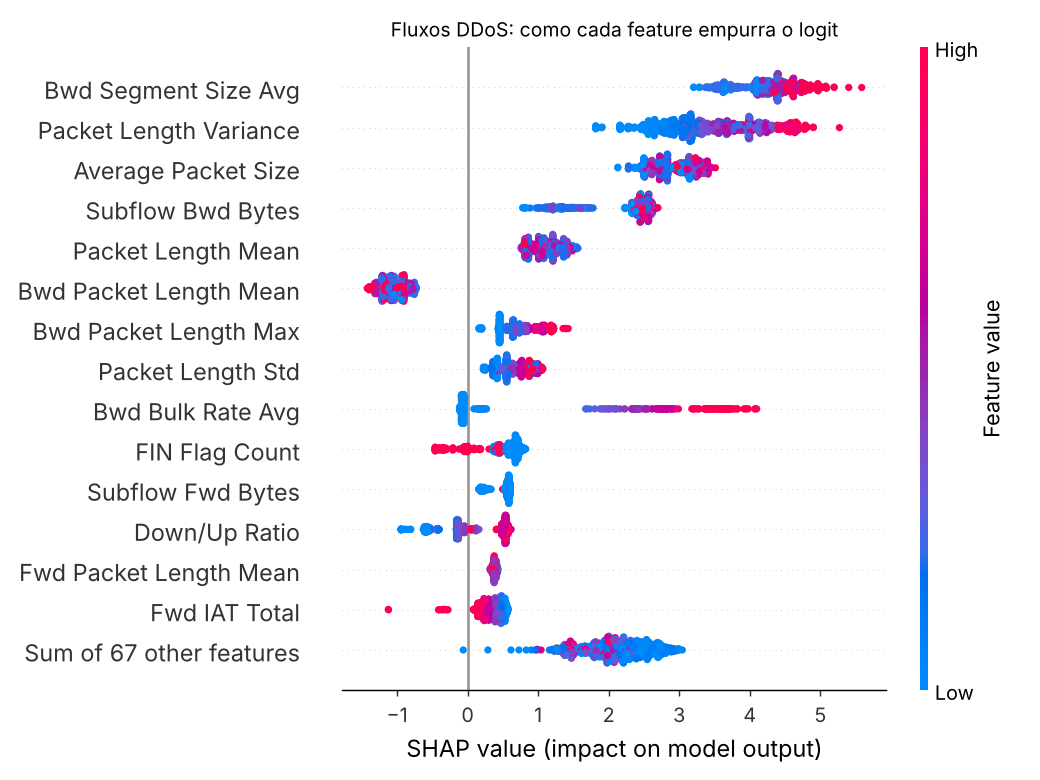 Fluxos DDoS: como cada feature empurra o logit
High
Bwd Segment Size Avg
Packet Length Variance
Average Packet Size
Subflow Bwd Bytes
Packet Length Mean
Bwd Packet Length Mean
Bwd Packet Length Max
Packet Length Std
Bwd Bulk Rate Avg
FIN Flag Count
Subflow Fwd Bytes
Down/Up Ratio
Fwd Packet Length Mean
Fwd IAT Total
Sum of 67 other features
Feature value
Low
−1 0 1 2 3 4 5
SHAP value (impact on model output)